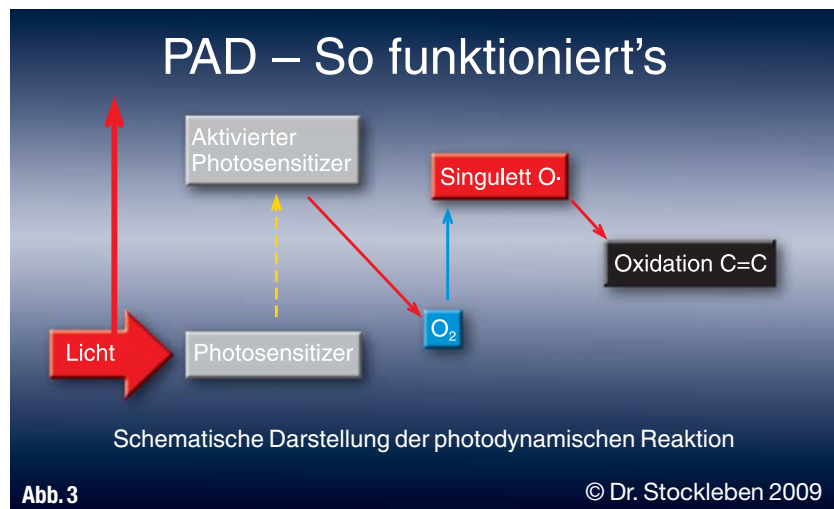 PAD – So funktioniert's
Aktivierter
Photosensitizer
Singulett O·
Oxidation C=C
O₂
Licht
Photosensitizer
Schematische Darstellung der photodynamischen Reaktion
Abb. 3
© Dr. Stockleben 2009